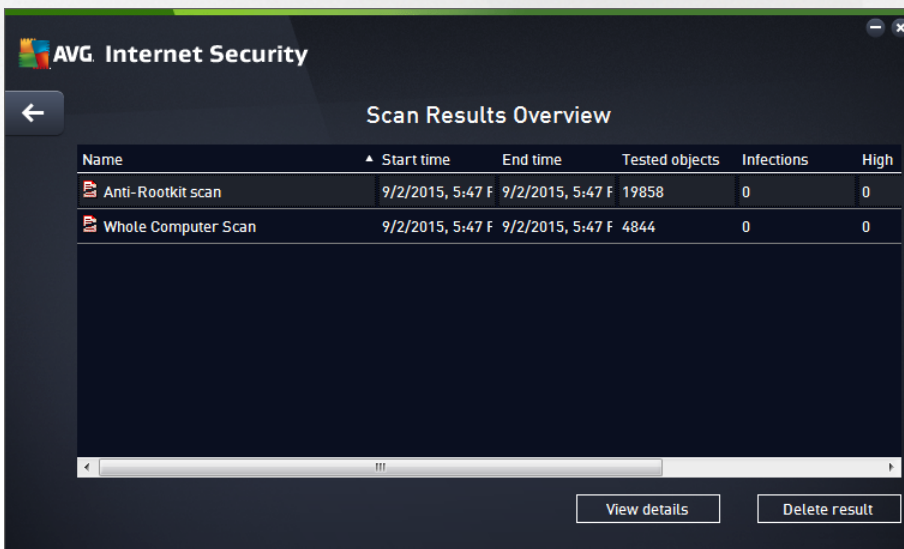 AVG Internet Security
Scan Results Overview
Name Start time End time Tested objects Infections High
Anti-Rootkit scan 9/2/2015, 5:47 9/2/2015, 5:47 19858 0 0
Whole Computer Scan 9/2/2015, 5:47 9/2/2015, 5:47 4844 0 0
View details Delete result